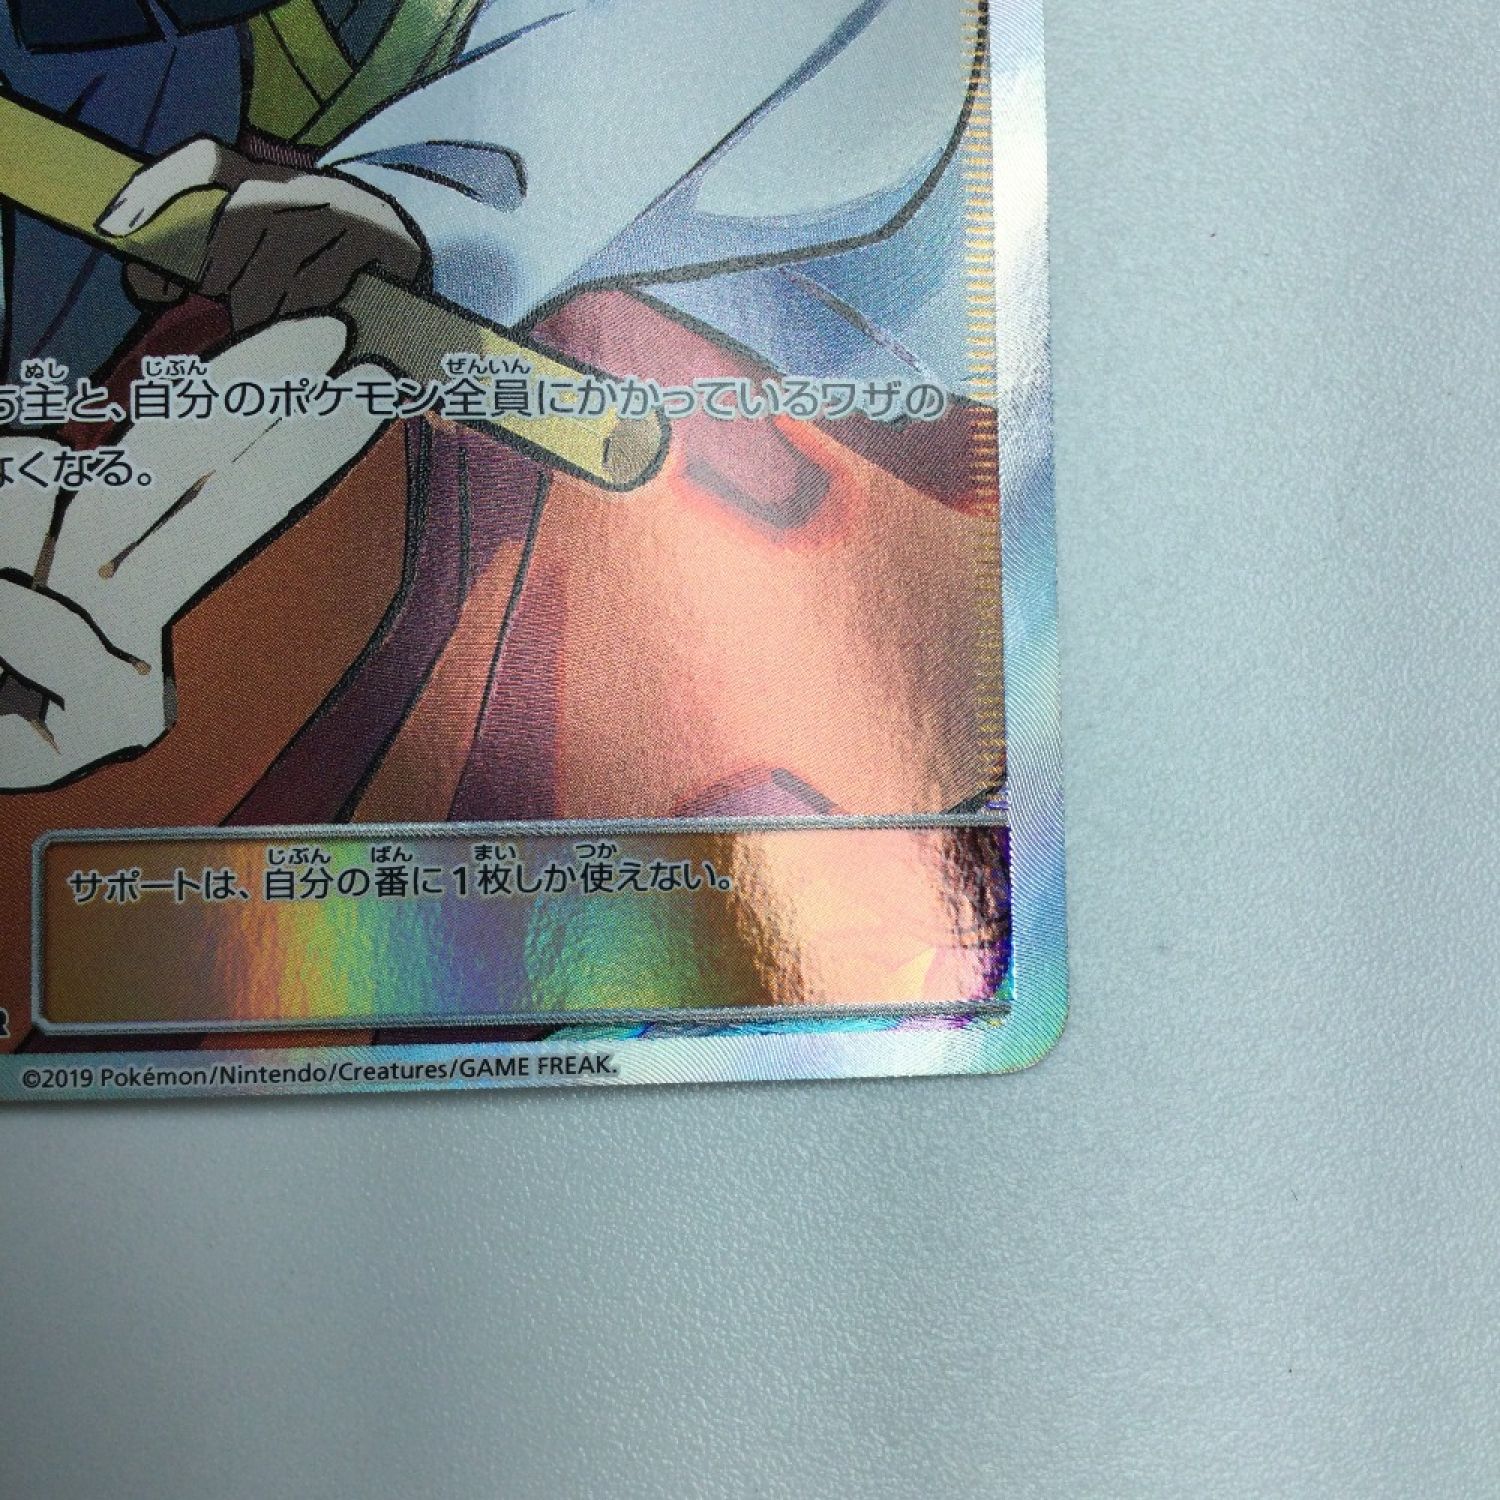 主と、自分のポケモン全員にかかっているワザの
なくなる。
サポートは、自分の番に1枚しか使えない。
R
©2019 Pokémon/Nintendo/Creatures/GAME FREAK.